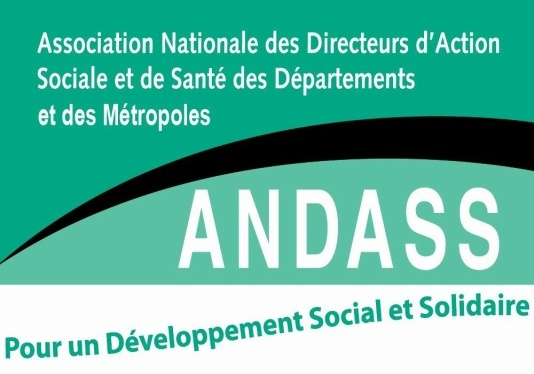 Association Nationale des Directeurs d'Action
Sociale et de Santé des Départements
et des Métropoles
ANDASS
Pour un Développement Social et Solidaire